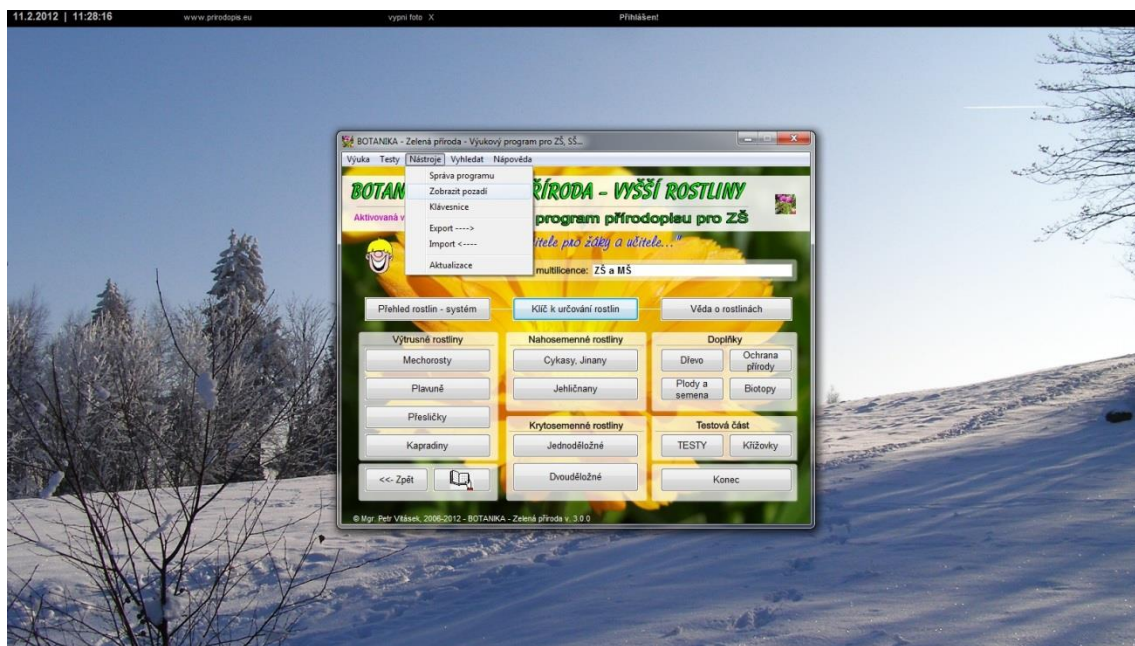 11.2.2012 | 11:28:16 www.prirodopis.eu vypni foto X Přihlášen!
BOTANIKA - Zelená příroda - Výukový program pro ZŠ, SŠ...
Výuka Testy Nástroje Vyhledat Nápověda
Správa programu
Zobrazit pozadí
Klávesnice
Export ---->
Import <----
Aktualizace
BOTAN ŘÍRODA - VYŠŠÍ ROSTLINY
Aktivovaná v program přírodopisu pro ZŠ
itele pro žáky a učitele..."
multilicence: ZŠ a MŠ
Přehled rostlin - systém Klíč k určování rostlin Věda o rostlinách
Výtrusné rostliny
Mechorosty
Plavuně
Přesličky
Kapradiny
<<- Zpět
Nahosemenné rostliny
Cykasy, Jinany
Jehličnany
Krytosemenné rostliny
Jednoděložné
Dvouděložné
Doplňky
Dřevo
Ochrana
přírody
Plody a
semena
Biotopy
Testová část
TESTY Křížovky
Konec
© Mgr. Petr Vitásek, 2006-2012 - BOTANIKA - Zelená příroda v. 3.0.0